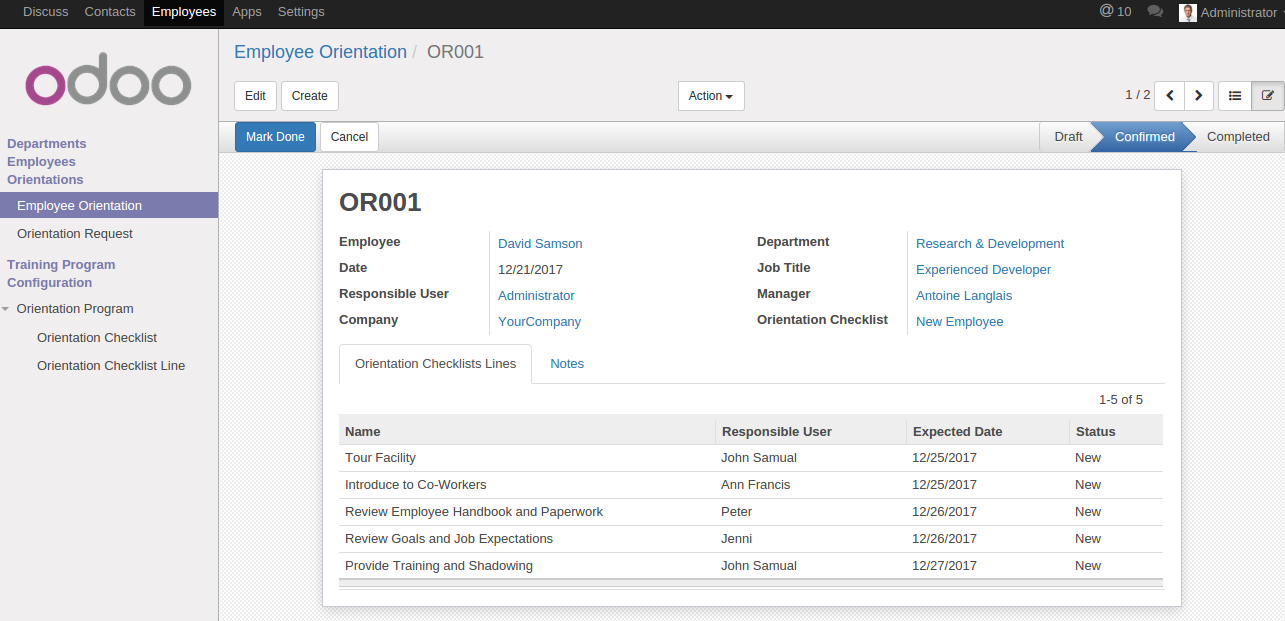 Discuss Contacts Employees Apps Settings @ 10 Administrator
odoo
Departments
Employees
Orientations
Employee Orientation
Orientation Request
Training Program
Configuration
Orientation Program
Orientation Checklist
Orientation Checklist Line
Employee Orientation / OR001
Edit Create Action 1 / 2
Mark Done Cancel Draft Confirmed Completed
OR001
Employee David Samson Department Research & Development
Date 12/21/2017 Job Title Experienced Developer
Responsible User Administrator Manager Antoine Langlais
Company YourCompany Orientation Checklist New Employee
Orientation Checklists Lines Notes
1-5 of 5
Name Responsible User Expected Date Status
Tour Facility John Samual 12/25/2017 New
Introduce to Co-Workers Ann Francis 12/25/2017 New
Review Employee Handbook and Paperwork Peter 12/26/2017 New
Review Goals and Job Expectations Jenni 12/26/2017 New
Provide Training and Shadowing John Samual 12/27/2017 New